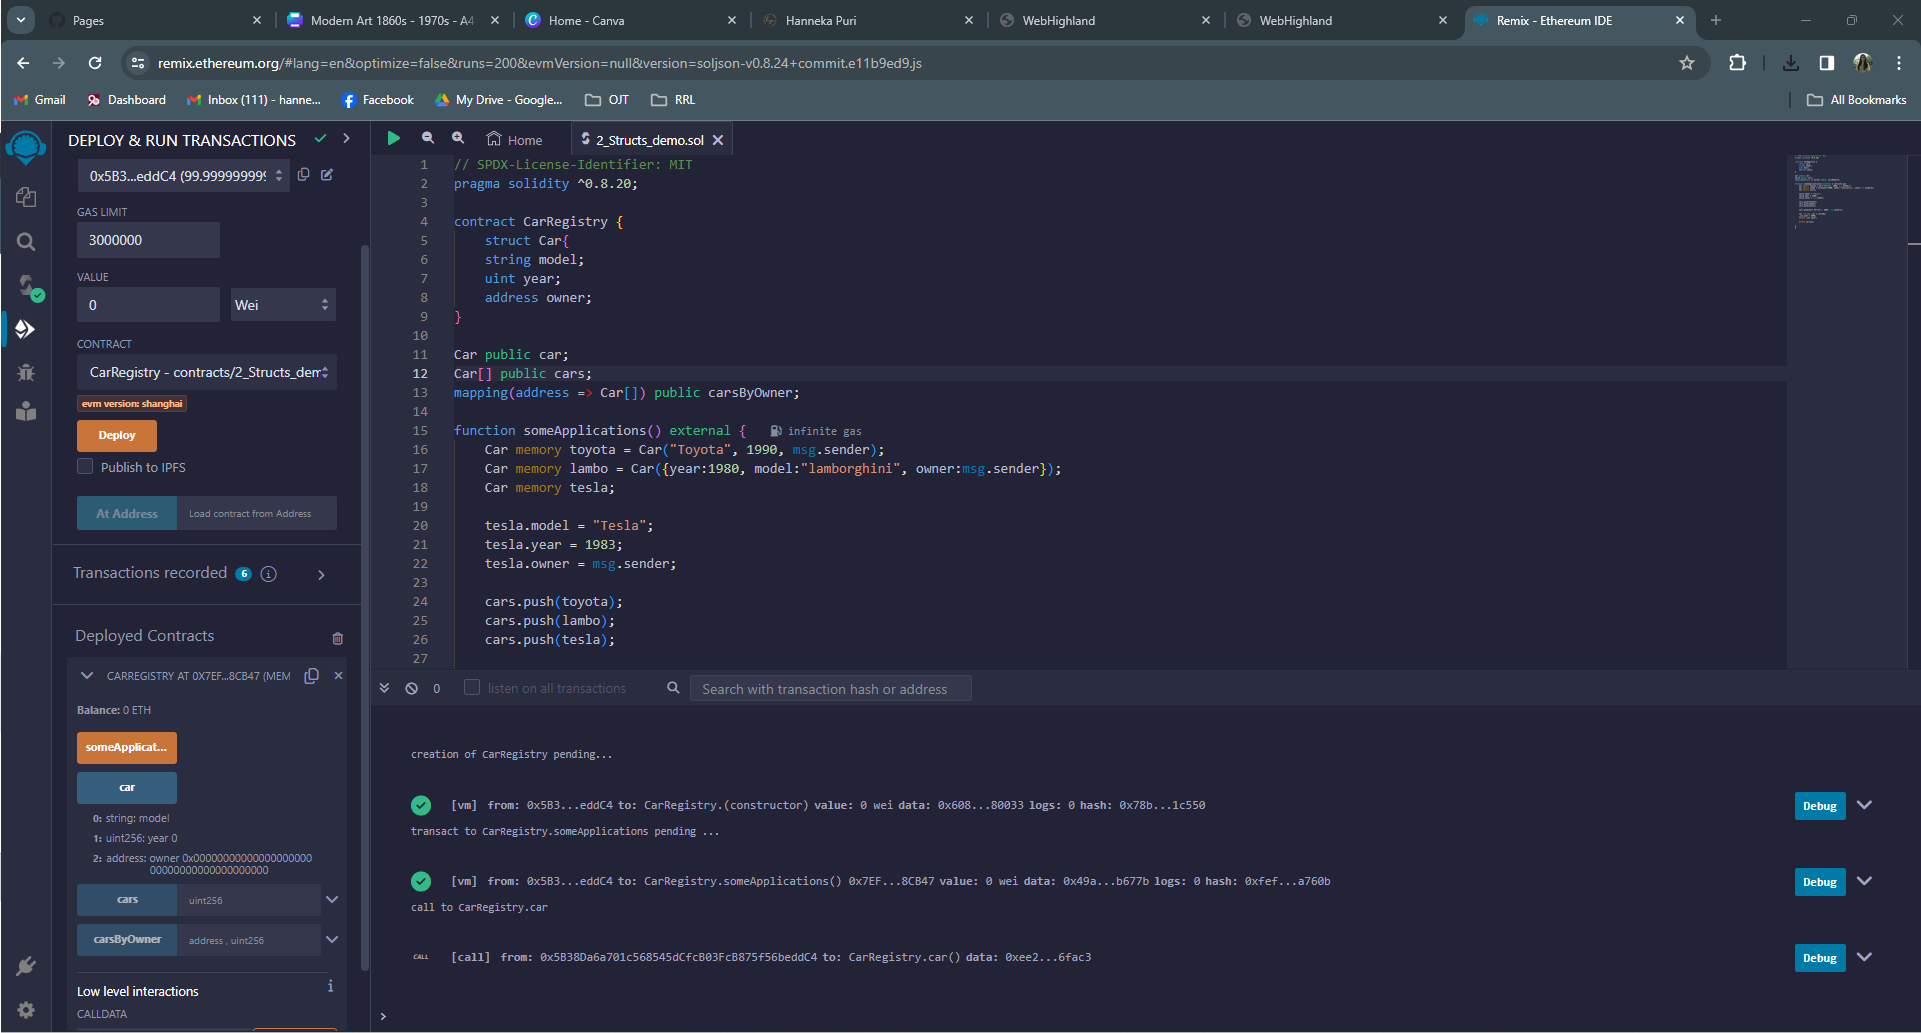 Pages
Modern Art 1860s - 1970s - A4
Home - Canva
Hanneka Puri
WebHighland
WebHighland
Remix - Ethereum IDE
remix.ethereum.org/#lang=en&optimize=false&runs=200&evmVersion=null&version=soljson-v0.8.24+commit.e11b9ed9.js
Gmail
Dashboard
Inbox (111) - hanne...
Facebook
My Drive - Google...
OJT
RRL
All Bookmarks
DEPLOY & RUN TRANSACTIONS
0x5B3...eddC4 (99.9999999999
GAS LIMIT
3000000
VALUE
0
Wei
CONTRACT
CarRegistry - contracts/2_Structs_dem
evm version: shanghai
Deploy
Publish to IPFS
At Address
Load contract from Address
Transactions recorded 6 i
Deployed Contracts
CARREGISTRY AT 0X7EF...8CB47 (MEM
Balance: 0 ETH
someApplicat...
car
0: string: model
1: uint256: year 0
2: address: owner 0x00000000000000000000
00000000000000000000
cars
uint256
carsByOwner
address , uint256
Low level interactions
i
CALLDATA
Home
2_Structs_demo.sol
1 // SPDX-License-Identifier: MIT
2 pragma solidity ^0.8.20;
3
4 contract CarRegistry {
5 struct Car{
6 string model;
7 uint year;
8 address owner;
9 }
10
11 Car public car;
12 Car[] public cars;
13 mapping(address => Car[]) public carsByOwner;
14
15 function someApplications() external { infinite gas
16 Car memory toyota = Car("Toyota", 1990, msg.sender);
17 Car memory lambo = Car({year:1980, model:"lamborghini", owner:msg.sender});
18 Car memory tesla;
19
20 tesla.model = "Tesla";
21 tesla.year = 1983;
22 tesla.owner = msg.sender;
23
24 cars.push(toyota);
25 cars.push(lambo);
26 cars.push(tesla);
27
0
listen on all transactions
Search with transaction hash or address
creation of CarRegistry pending...
[vm] from: 0x5B3...eddC4 to: CarRegistry.(constructor) value: 0 wei data: 0x608...80033 logs: 0 hash: 0x78b...1c550
Debug
transact to CarRegistry.someApplications pending ...
[vm] from: 0x5B3...eddC4 to: CarRegistry.someApplications() 0x7EF...8CB47 value: 0 wei data: 0x49a...b677b logs: 0 hash: 0xfef...a760b
Debug
call to CarRegistry.car
CALL [call] from: 0x5B38Da6a701c568545dCfcB03FcB875f56beddC4 to: CarRegistry.car() data: 0xee2...6fac3
Debug
>